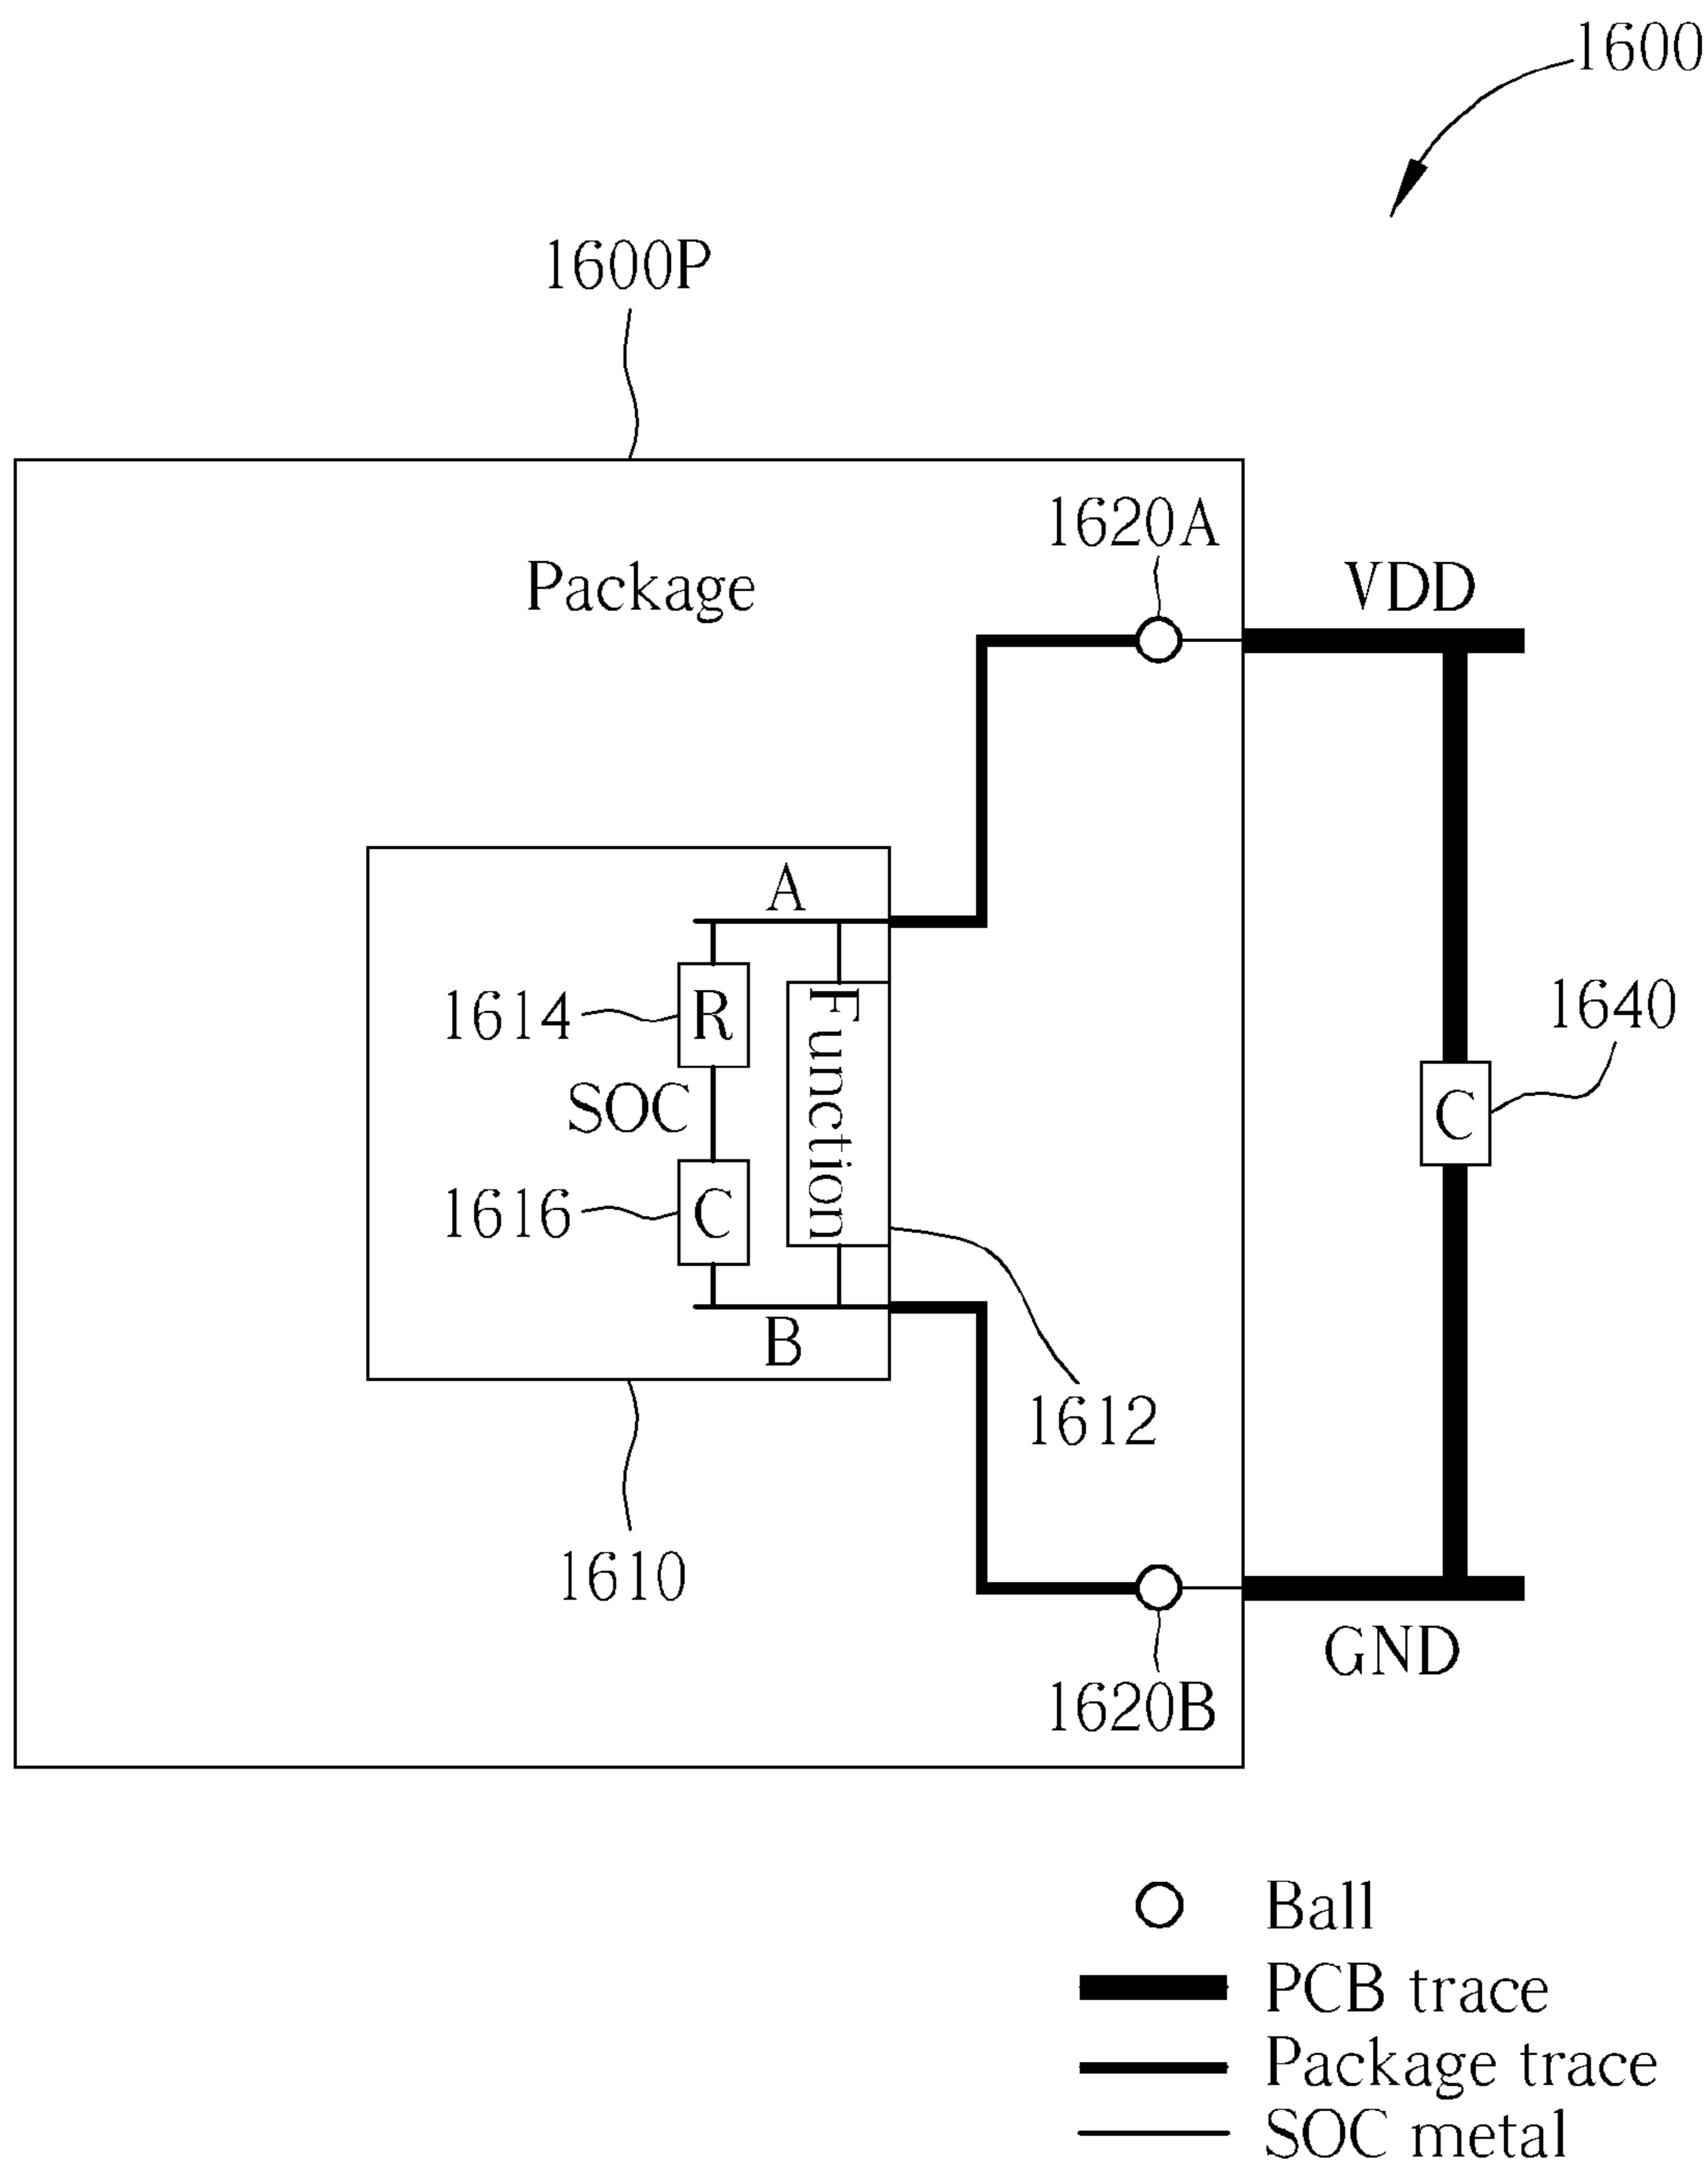 1600
1600P
1620A
Package
VDD
A
1614
R
Function
1640
SOC
C
1616
C
B
1612
1610
GND
1620B
Ball
PCB trace
Package trace
SOC metal